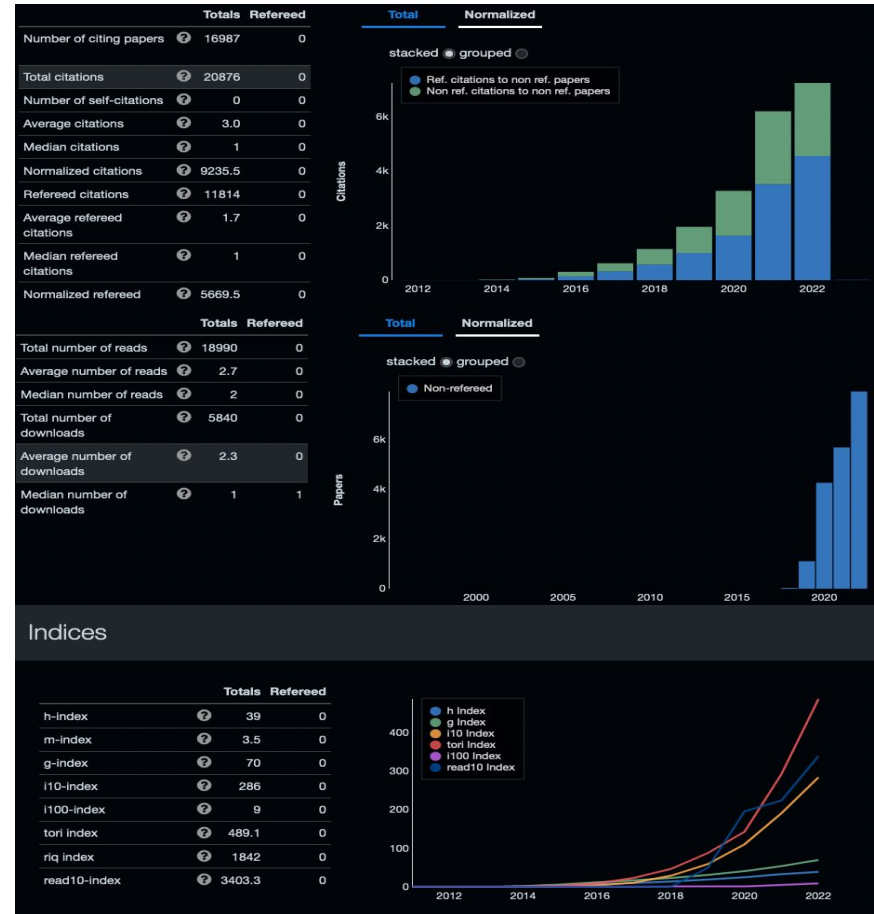 Totals Refereed
Number of citing papers ? 16987 0
Total citations ? 20876 0
Number of self-citations ? 0 0
Average citations ? 3.0 0
Median citations ? 1 0
Normalized citations ? 9235.5 0
Refereed citations ? 11814 0
Average refereed ? 1.7 0
citations
Median refereed ? 1 0
citations
Normalized refereed ? 5669.5 0
Total Normalized
stacked grouped
Ref. citations to non ref. papers
Non ref. citations to non ref. papers
Citations
6k
4k
2k
0
2012 2014 2016 2018 2020 2022
Totals Refereed
Total number of reads ? 18990 0
Average number of reads ? 2.7 0
Median number of reads ? 2 0
Total number of ? 5840 0
downloads
Average number of ? 2.3 0
downloads
Median number of ? 1 1
downloads
Total Normalized
stacked grouped
Non-refereed
Papers
6k
4k
2k
0
2000 2005 2010 2015 2020
Indices
Totals Refereed
h-index ? 39 0
m-index ? 3.5 0
g-index ? 70 0
i10-index ? 286 0
i100-index ? 9 0
tori index ? 489.1 0
riq index ? 1842 0
read10-index ? 3403.3 0
h Index
g Index
i10 Index
tori Index
i100 Index
read10 Index
400
300
200
100
0
2012 2014 2016 2018 2020 2022